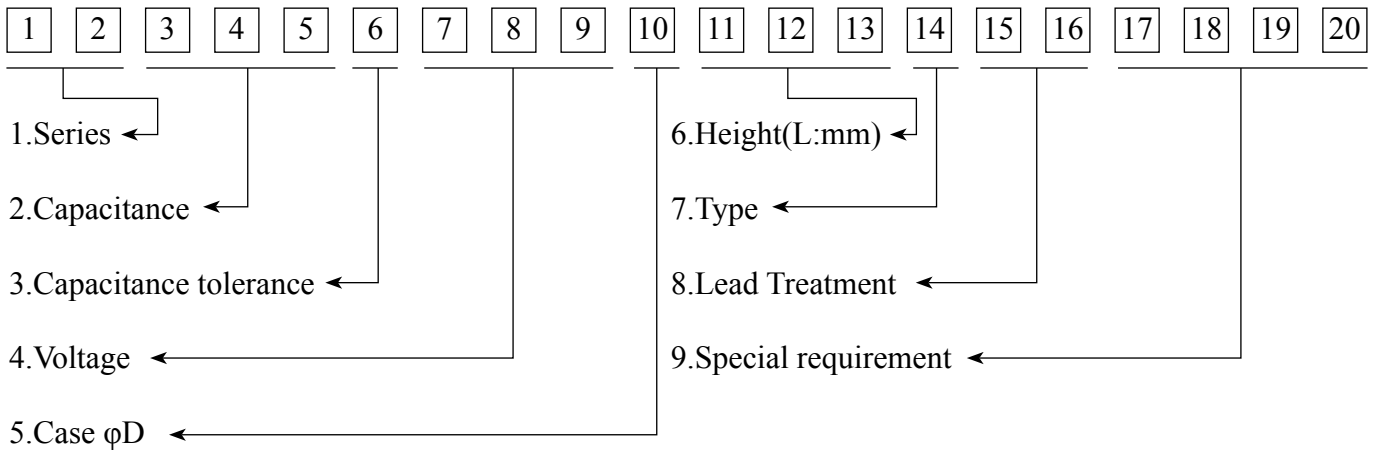 1 2 3 4 5 6 7 8 9 10 11 12 13 14 15 16 17 18 19 20
1.Series
6.Height(L:mm)
2.Capacitance
7.Type
3.Capacitance tolerance
8.Lead Treatment
4.Voltage
9.Special requirement
5.Case φD